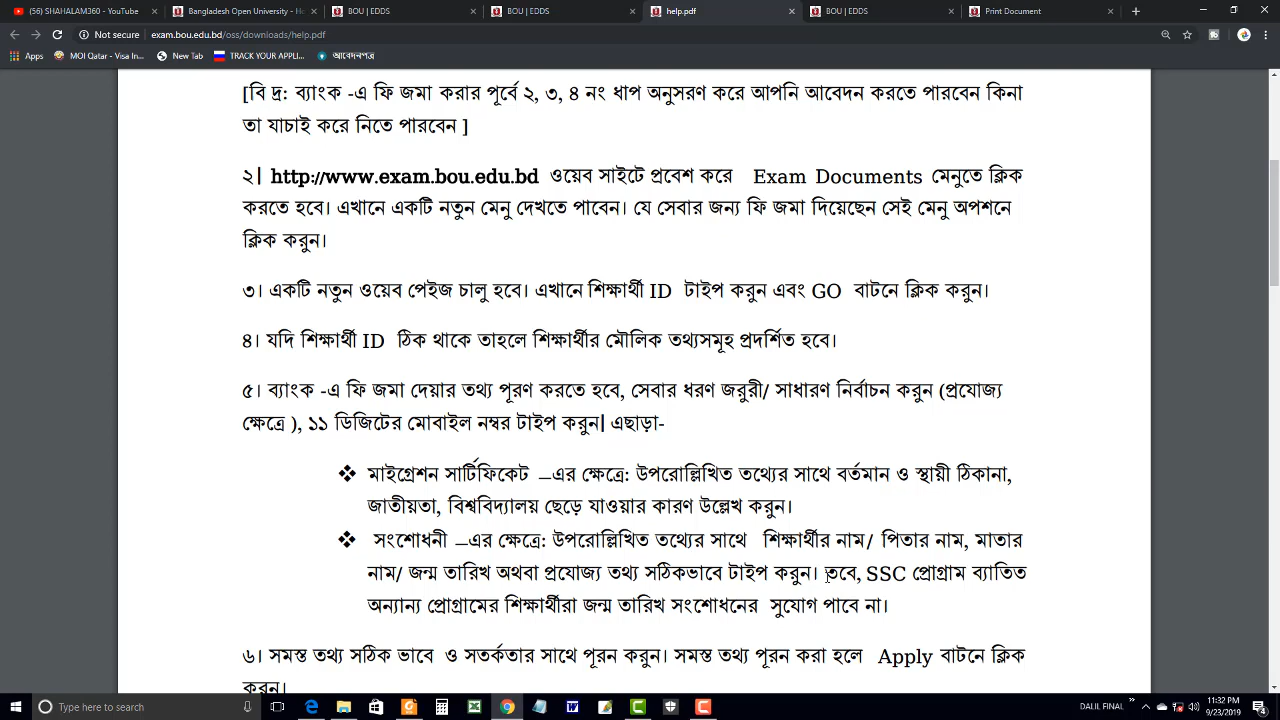 (56) SHAHALAM360 - YouTube
Bangladesh Open University - Ho
BOU | EDDS
BOU | EDDS
help.pdf
BOU | EDDS
Print Document
Not secure | exam.bou.edu.bd/oss/downloads/help.pdf
Apps
MOI Qatar - Visa In...
New Tab
TRACK YOUR APPLI...
আবেদনপত্র
[বি দ্র: ব্যাংক -এ ফি জমা করার পূর্বে ২, ৩, ৪ নং ধাপ অনুসরণ করে আপনি আবেদন করতে পারবেন কিনা
তা যাচাই করে নিতে পারবেন ]
২| http://www.exam.bou.edu.bd ওয়েব সাইটে প্রবেশ করে Exam Documents মেনুতে ক্লিক
করতে হবে। এখানে একটি নতুন মেনু দেখতে পাবেন। যে সেবার জন্য ফি জমা দিয়েছেন সেই মেনু অপশনে
ক্লিক করুন।
৩। একটি নতুন ওয়েব পেইজ চালু হবে। এখানে শিক্ষার্থী ID টাইপ করুন এবং GO বাটনে ক্লিক করুন।
৪। যদি শিক্ষার্থী ID ঠিক থাকে তাহলে শিক্ষার্থীর মৌলিক তথ্যসমূহ প্রদর্শিত হবে।
৫। ব্যাংক -এ ফি জমা দেয়ার তথ্য পূরণ করতে হবে, সেবার ধরণ জরুরী/ সাধারণ নির্বাচন করুন (প্রযোজ্য
ক্ষেত্রে ), ১১ ডিজিটের মোবাইল নম্বর টাইপ করুন| এছাড়া-
❖ মাইগ্রেশন সার্টিফিকেট –এর ক্ষেত্রে: উপরোল্লিখিত তথ্যের সাথে বর্তমান ও স্থায়ী ঠিকানা,
জাতীয়তা, বিশ্ববিদ্যালয় ছেড়ে যাওয়ার কারণ উল্লেখ করুন।
❖ সংশোধনী –এর ক্ষেত্রে: উপরোল্লিখিত তথ্যের সাথে শিক্ষার্থীর নাম/ পিতার নাম, মাতার
নাম/ জন্ম তারিখ অথবা প্রযোজ্য তথ্য সঠিকভাবে টাইপ করুন। তবে, SSC প্রোগ্রাম ব্যাতিত
অন্যান্য প্রোগ্রামের শিক্ষার্থীরা জন্ম তারিখ সংশোধনের সুযোগ পাবে না।
৬। সমস্ত তথ্য সঠিক ভাবে ও সতর্কতার সাথে পূরন করুন। সমস্ত তথ্য পূরন করা হলে Apply বাটনে ক্লিক
করুন।
Type here to search
DALIL FINAL
11:32 PM
9/23/2019